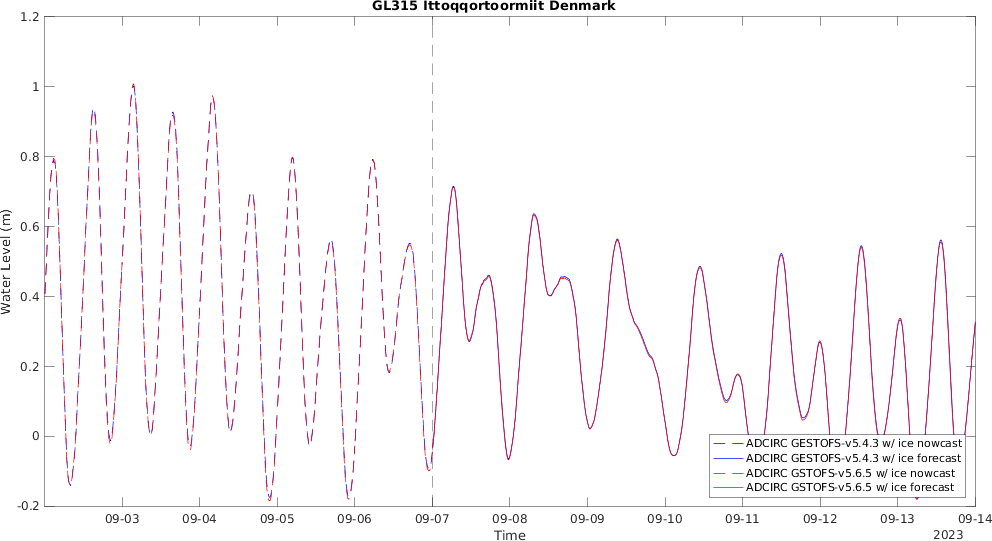 GL315 Ittoqqortoormiit Denmark
1.2
1
0.8
0.6
0.4
0.2
0
-0.2
Water Level (m)
ADCIRC GESTOFS-v5.4.3 w/ ice nowcast
ADCIRC GESTOFS-v5.4.3 w/ ice forecast
ADCIRC GSTOFS-v5.6.5 w/ ice nowcast
ADCIRC GSTOFS-v5.6.5 w/ ice forecast
09-03 09-04 09-05 09-06 09-07 09-08 09-09 09-10 09-11 09-12 09-13 09-14
Time
2023